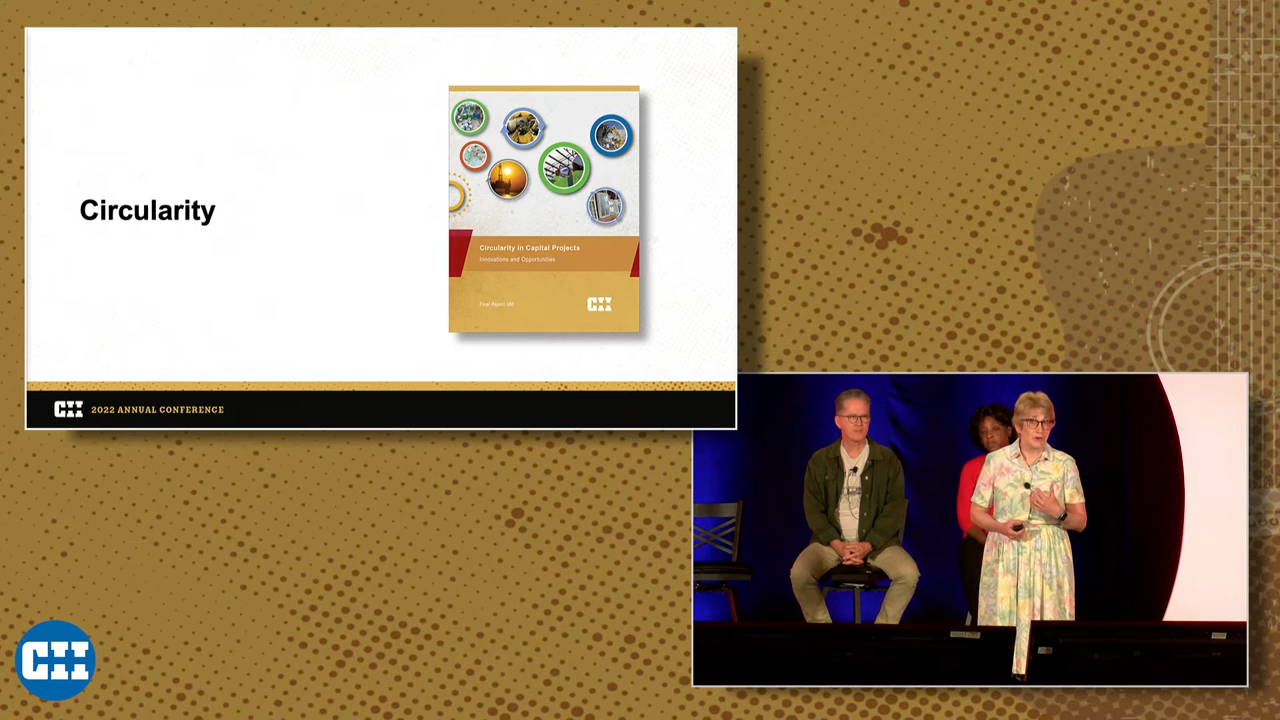 Circularity
Circularity in Capital Projects
Innovations and Opportunities
CII
CII 2022 ANNUAL CONFERENCE
CII